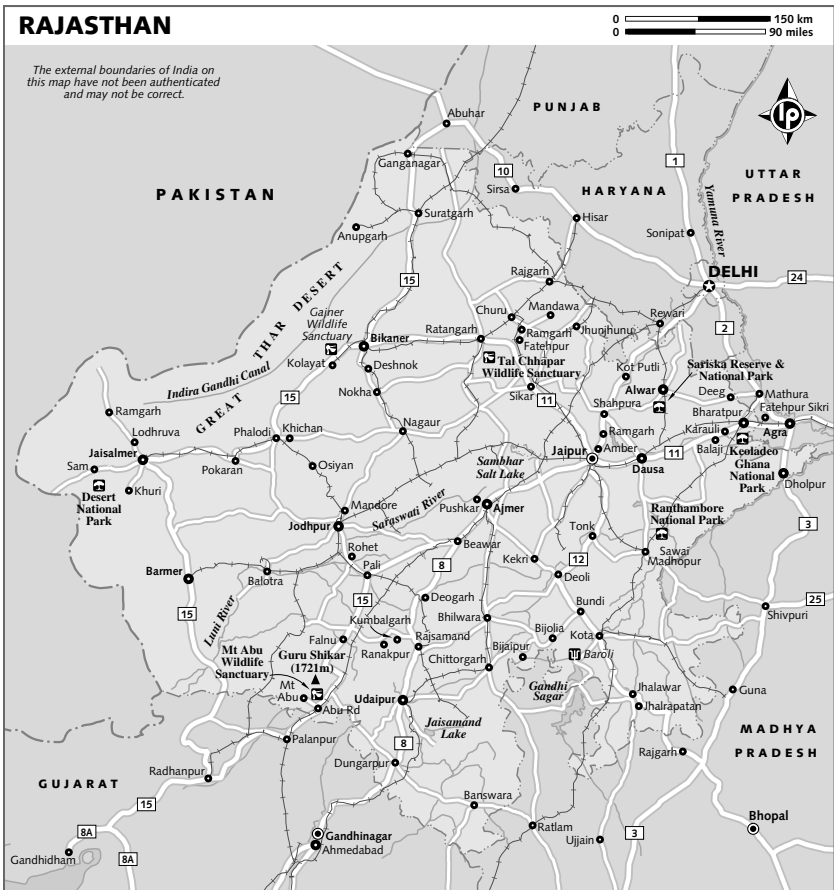 RAJASTHAN
0 150 km
0 90 miles
The external boundaries of India on
this map have not been authenticated
and may not be correct.
lp
PUNJAB
Abuhar
Ganganagar
10
1
UTTAR
PRADESH
PAKISTAN
Sirsa
HARYANA
Yamuna River
Suratgarh
Hisar
Anupgarh
Sonipat
DELHI
24
15
Rajgarh
GREAT THAR DESERT
Gajner
Wildlife
Sanctuary
Churu
Mandawa
Rewari
2
Bikaner
Ratangarh
Ramgarh
Jhunjhunu
Fatehpur
Kolayat
Deshnok
Tal Chhapar
Wildlife Sanctuary
Kot Putli
Sariska Reserve &
National Park
Indira Gandhi Canal
15
Nokha
Sikar
11
Alwar
Deeg
Mathura
Ramgarh
Shahpura
Bharatpur
Fatehpur Sikri
Lodhruva
Phalodi
Khichan
Nagaur
Ramgarh
Karauli
Agra
Jaisalmer
Pokaran
Osiyan
Sambhar
Salt Lake
Jaipur
Amber
11
Balaji
Sam
Dausa
Keoladeo
Ghana
National
Park
Khuri
Desert
National
Park
Dholpur
Mandore
Saraswati River
Pushkar
Ajmer
Ranthambore
National Park
Jodhpur
Tonk
3
Rohet
Beawar
Kekri
12
Sawai
Madhopur
Barmer
Balotra
Pali
8
Deoli
15
Luni River
15
Deogarh
Bundi
25
Kumbalgarh
Bhilwara
Shivpuri
Falnu
Rajsamand
Bijolia
Kota
Mt Abu
Wildlife
Sanctuary
Guru Shikar
(1721m)
Ranakpur
Chittorgarh
Bijaipur
Baroli
Mt
Abu
Udaipur
Gandhi
Sagar
Jhalawar
Guna
Abu Rd
Jaisamand
Lake
Jhalrapatan
Palanpur
8
MADHYA
PRADESH
Rajgarh
GUJARAT
Radhanpur
Dungarpur
15
Banswara
8A
Gandhinagar
Ratlam
3
Bhopal
Gandhidham
8A
Ahmedabad
Ujjain